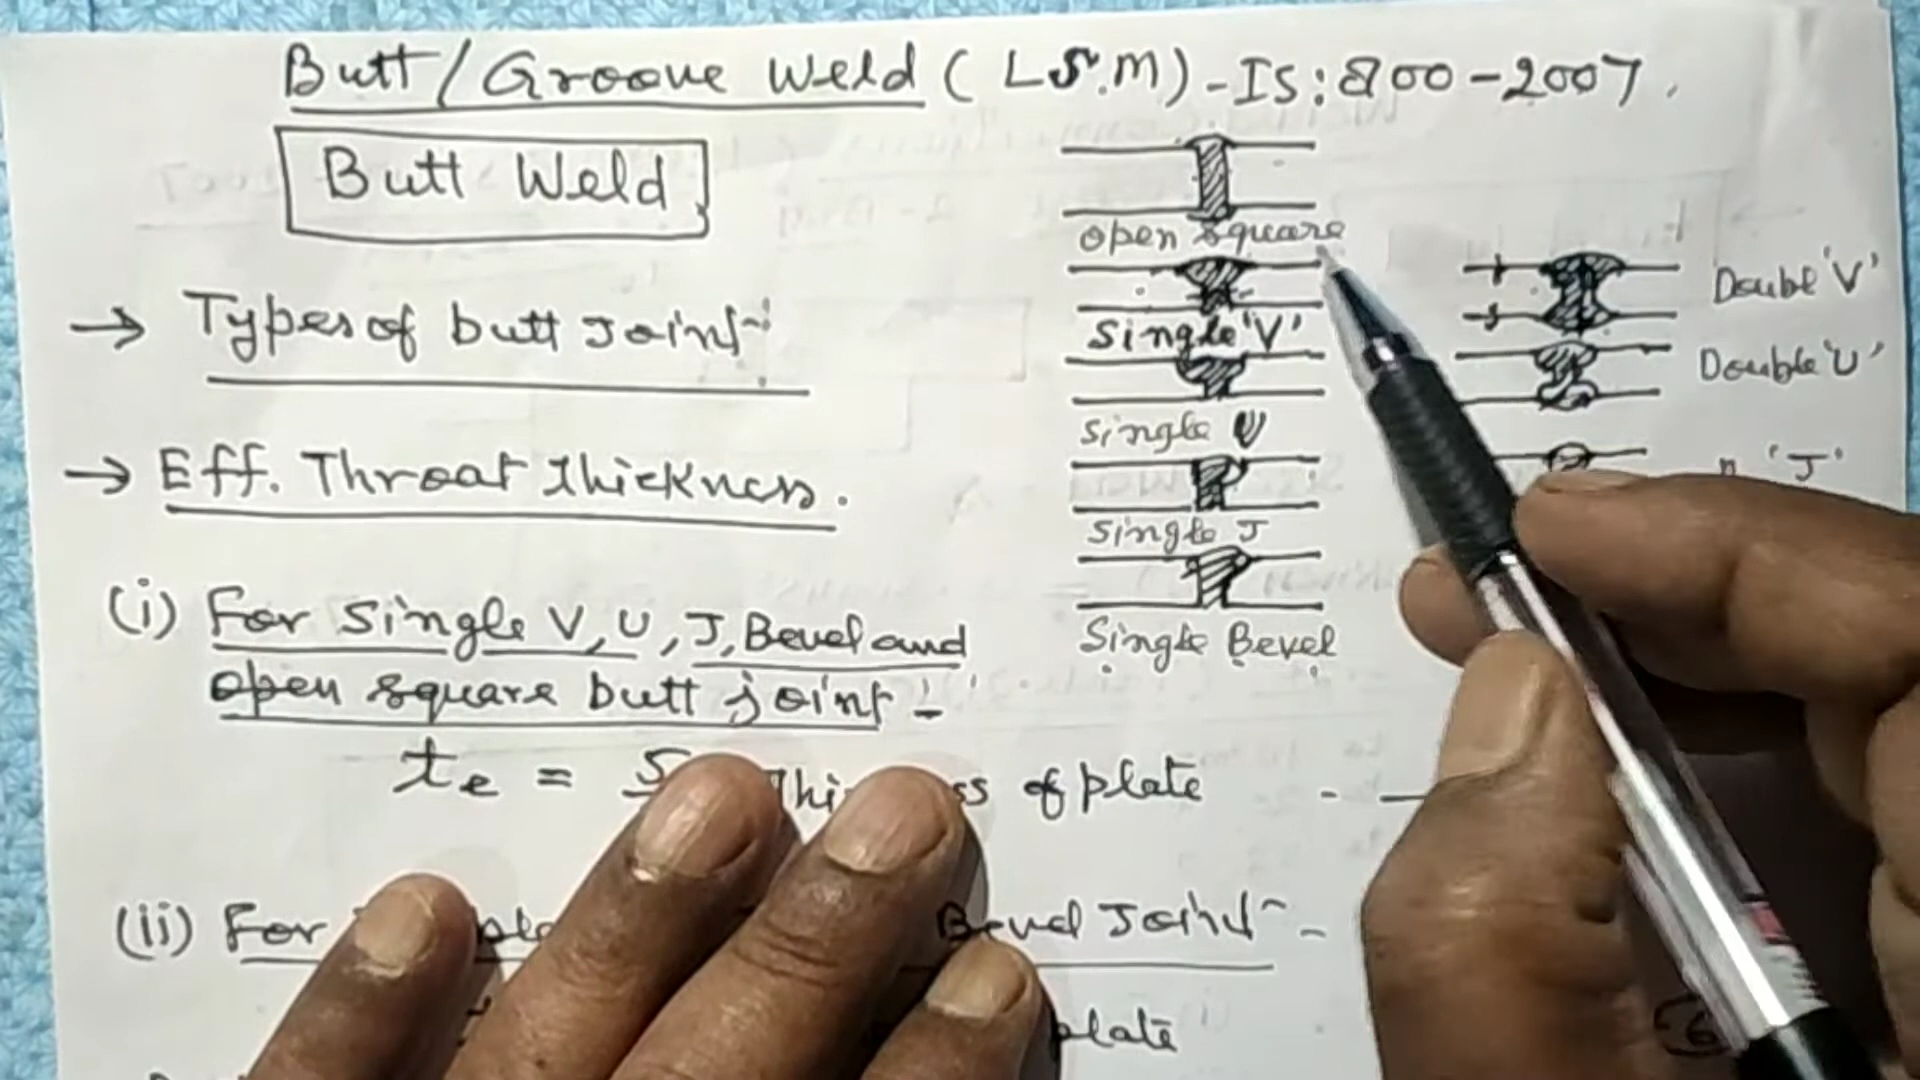 Butt/Groove Weld (LS.M)-IS:800-2007.
Butt Weld
→ Types of butt Joint:
→ Eff. Throat thickness.
(i) For Single V, U, J, Bevel and
open square butt joint:-
te = 5 of plate - —
(ii) For Bevel Joint -
plate
open square
Single 'V'
Single U
Single J
Single Bevel
Double 'V'
Double 'U'
'J'